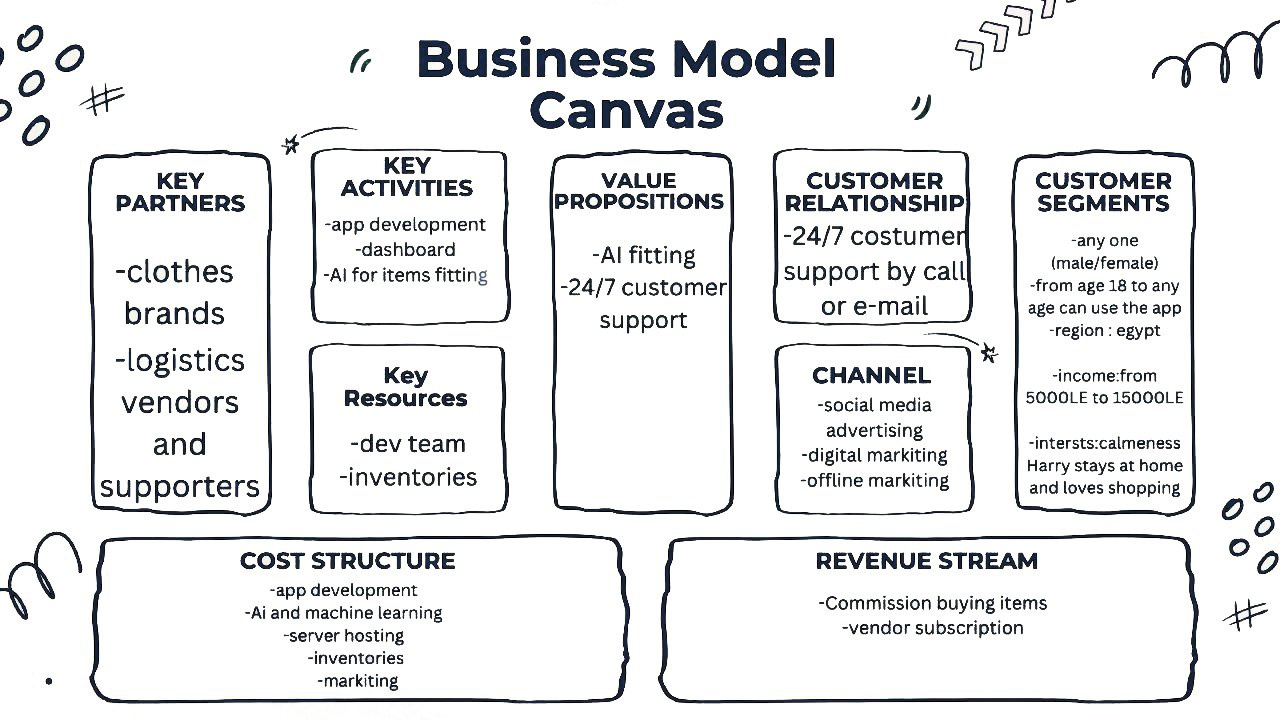 Business Model
Canvas
KEY
PARTNERS
-clothes
brands
-logistics
vendors
and
supporters
KEY
ACTIVITIES
-app development
-dashboard
-AI for items fitting
Key
Resources
-dev team
-inventories
VALUE
PROPOSITIONS
-AI fitting
-24/7 customer
support
CUSTOMER
RELATIONSHIP
-24/7 costumer
support by call
or e-mail
CHANNEL
-social media
advertising
-digital markiting
-offline markiting
CUSTOMER
SEGMENTS
-any one
(male/female)
-from age 18 to any
age can use the app
-region : egypt
-income:from
5000LE to 15000LE
-intersts:calmeness
Harry stays at home
and loves shopping
COST STRUCTURE
-app development
-Ai and machine learning
-server hosting
-inventories
-markiting
REVENUE STREAM
-Commission buying items
-vendor subscription